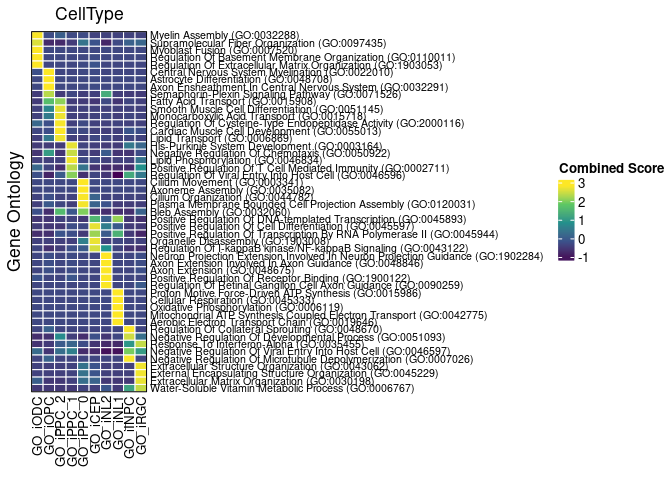 CellType
Myelin Assembly (GO:0032288)
Supramolecular Fiber Organization (GO:0097435)
Myoblast Fusion (GO:0007520)
Regulation Of Basement Membrane Organization (GO:0110011)
Regulation Of Extracellular Matrix Organization (GO:1903053)
Central Nervous System Myelination (GO:0022010)
Astrocyte Differentiation (GO:0048708)
Axon Ensheathment In Central Nervous System (GO:0032291)
Semaphorin-Plexin Signaling Pathway (GO:0071526)
Fatty Acid Transport (GO:0015908)
Smooth Muscle Cell Differentiation (GO:0051145)
Monocarboxylic Acid Transport (GO:0015718)
Regulation Of Cysteine-Type Endopeptidase Activity (GO:2000116)
Cardiac Muscle Cell Development (GO:0055013)
Lipid Transport (GO:0006869)
His-Purkinje System Development (GO:0003164)
Negative Regulation Of Chemotaxis (GO:0050922)
Lipid Phosphorylation (GO:0046834)
Positive Regulation Of T Cell Mediated Immunity (GO:0002711)
Regulation Of Viral Entry Into Host Cell (GO:0046596)
Cilium Movement (GO:0003341)
Axoneme Assembly (GO:0035082)
Cilium Organization (GO:0044782)
Plasma Membrane Bounded Cell Projection Assembly (GO:0120031)
Bleb Assembly (GO:0032060)
Positive Regulation Of DNA-templated Transcription (GO:0045893)
Positive Regulation Of Cell Differentiation (GO:0045597)
Positive Regulation Of Transcription By RNA Polymerase II (GO:0045944)
Organelle Disassembly (GO:1903008)
Regulation Of I-kappaB kinase/NF-kappaB Signaling (GO:0043122)
Neuron Projection Extension Involved In Neuron Projection Guidance (GO:1902284)
Axon Extension Involved In Axon Guidance (GO:0048846)
Axon Extension (GO:0048675)
Positive Regulation Of Receptor Binding (GO:1900122)
Regulation Of Retinal Ganglion Cell Axon Guidance (GO:0090259)
Proton Motive Force-Driven ATP Synthesis (GO:0015986)
Cellular Respiration (GO:0045333)
Oxidative Phosphorylation (GO:0006119)
Mitochondrial ATP Synthesis Coupled Electron Transport (GO:0042775)
Aerobic Electron Transport Chain (GO:0019646)
Regulation Of Collateral Sprouting (GO:0048670)
Negative Regulation Of Developmental Process (GO:0051093)
Response To Interferon-Alpha (GO:0035455)
Negative Regulation Of Viral Entry Into Host Cell (GO:0046597)
Negative Regulation Of Microtubule Depolymerization (GO:0007026)
Extracellular Structure Organization (GO:0043062)
External Encapsulating Structure Organization (GO:0045229)
Extracellular Matrix Organization (GO:0030198)
Water-Soluble Vitamin Metabolic Process (GO:0006767)
Gene Ontology
GO_iODC
GO_iOPC
GO_iPPC_2
GO_iPPC_1
GO_iPPC_0
GO_iCEP
GO_iNL2
GO_iNL1
GO_iINPC
GO_iRGC
Combined Score
3
2
1
0
-1